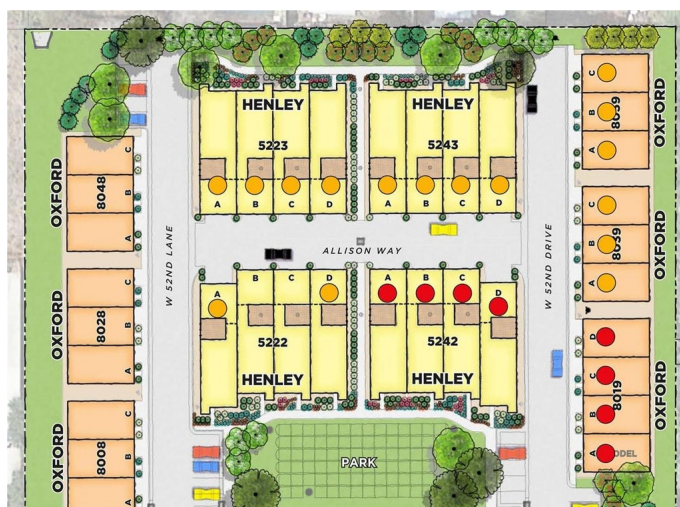 HENLEY
5223
A B C D
HENLEY
5243
A B C D
OXFORD
C
B
A
8048
OXFORD
C
B
A
8028
OXFORD
C
B
A
8008
W 52ND LANE
ALLISON WAY
W 52ND DRIVE
A B C D
5222
HENLEY
A B C D
5242
HENLEY
PARK
C
B
A
OXFORD
C
B
A
8039
OXFORD
D
C
B
A
8019
OXFORD